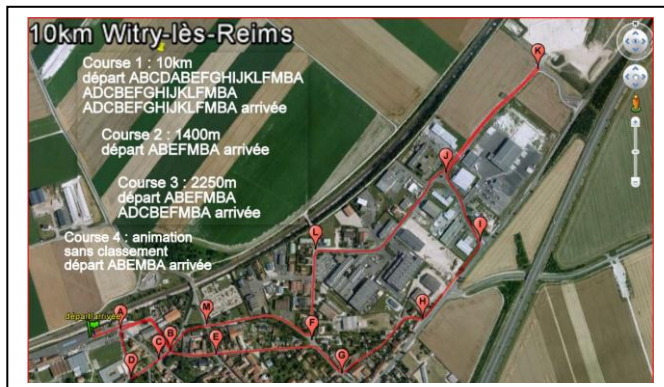 10km Witry-lès-Reims
Course 1 : 10km
départ ABCDABEFGHIJKLFMBA
ADCBEFGHIJKLFMBA
ADCBEFGHIJKLFMBA arrivée
Course 2 : 1400m
départ ABEFMBA arrivée
Course 3 : 2250m
départ ABEFMBA
ADCBEFMBA arrivée
Course 4 : animation
sans classement
départ ABEMBA arrivée
K
J
I
L
H
M
départ/arrivée
A
F
B
E
C
G
D
N